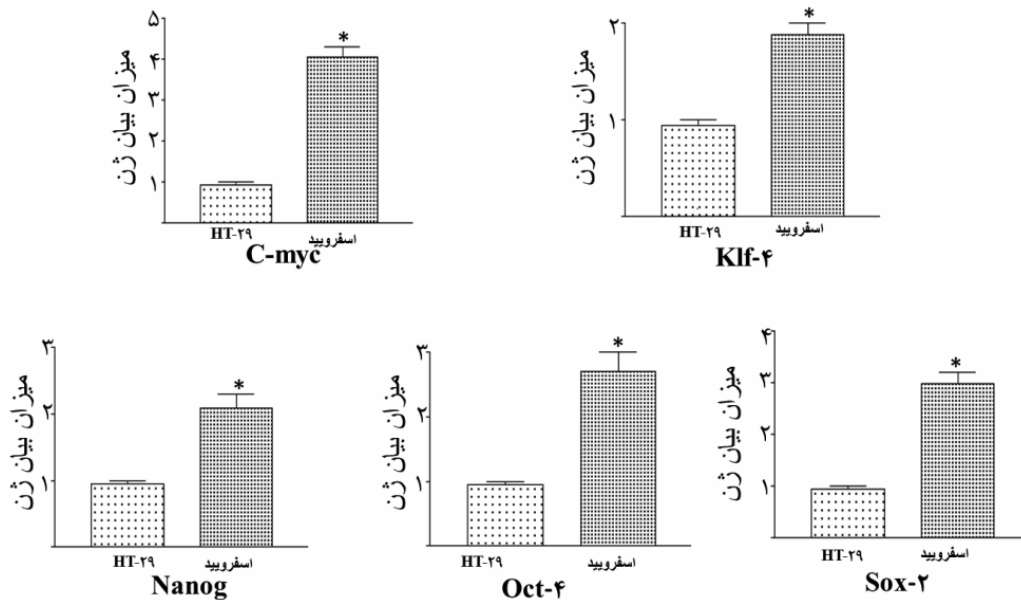 میزان بیان ژن
۵
۴
۳
۲
۱
*
HT-۲۹
اسفرویید
C-myc
میزان بیان ژن
۲
۱
*
HT-۲۹
اسفرویید
Klf-۴
میزان بیان ژن
۳
۲
۱
*
HT-۲۹
اسفرویید
Nanog
میزان بیان ژن
۳
۲
۱
*
HT-۲۹
اسفرویید
Oct-۴
میزان بیان ژن
۴
۳
۲
۱
*
HT-۲۹
اسفرویید
Sox-۲